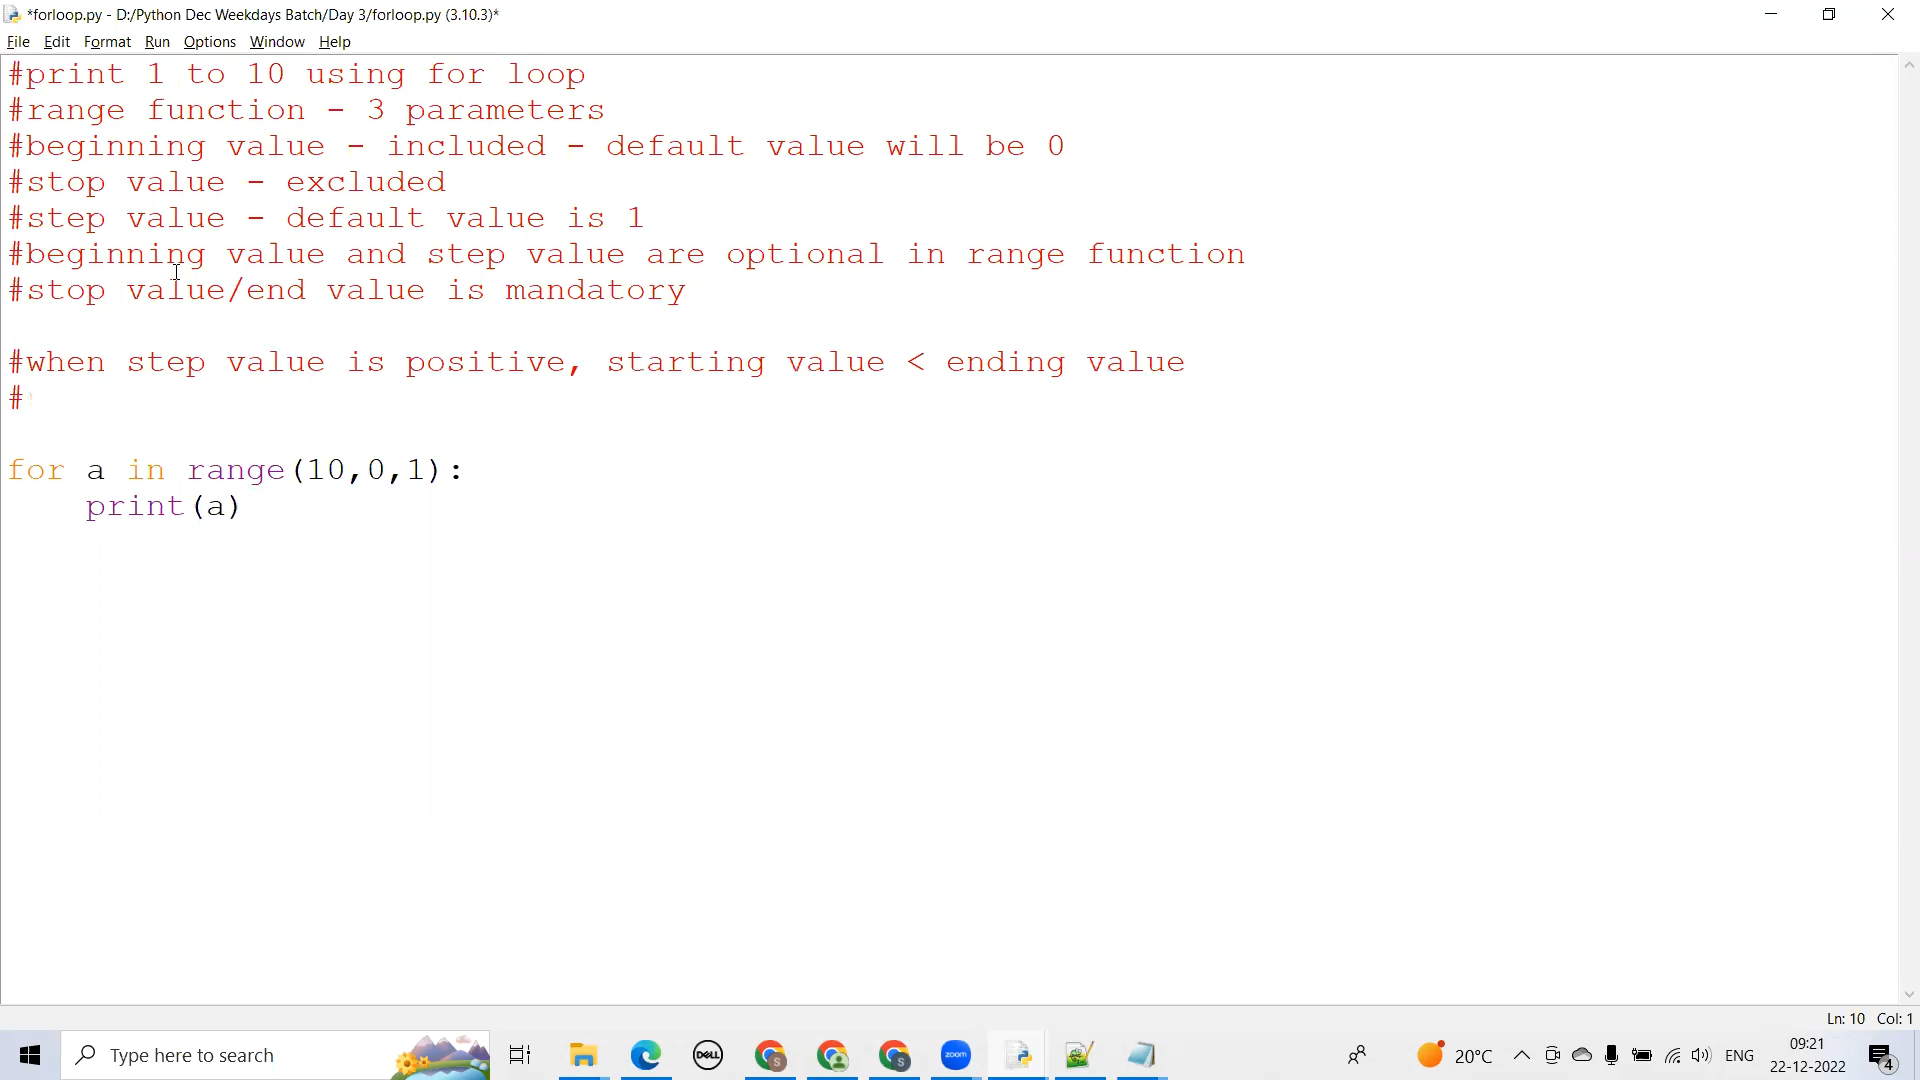 *forloop.py - D:/Python Dec Weekdays Batch/Day 3/forloop.py (3.10.3)*
File Edit Format Run Options Window Help
#print 1 to 10 using for loop
#range function - 3 parameters
#beginning value - included - default value will be 0
#stop value - excluded
#step value - default value is 1
#beginning value and step value are optional in range function
#stop value/end value is mandatory
#when step value is positive, starting value < ending value
#
for a in range(10,0,1):
    print(a)
Ln: 10 Col: 1
Type here to search
DELL
S
S
zoom
20°C
ENG
09:21
22-12-2022
4